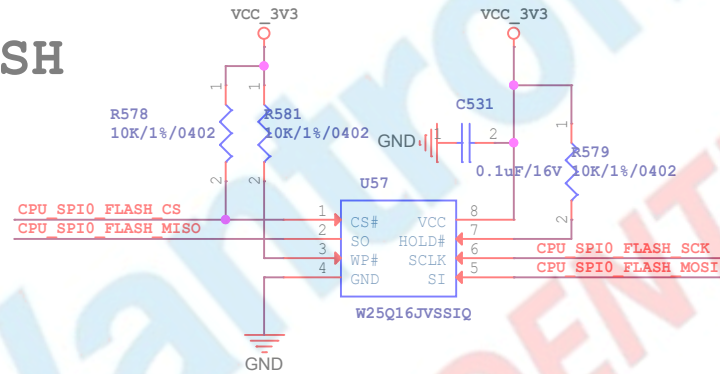 VCC_3V3
VCC_3V3
SH
R578
10K/1%/0402
1
2
R581
10K/1%/0402
1
2
C531
GND
1
2
0.1uF/16V
R579
10K/1%/0402
1
2
U57
CPU_SPI0_FLASH_CS
CPU_SPI0_FLASH_MISO
1
2
3
4
CS#
SO
WP#
GND
VCC
HOLD#
SCLK
SI
8
7
6
5
CPU_SPI0_FLASH_SCK
CPU_SPI0_FLASH_MOSI
W25Q16JVSSIQ
GND